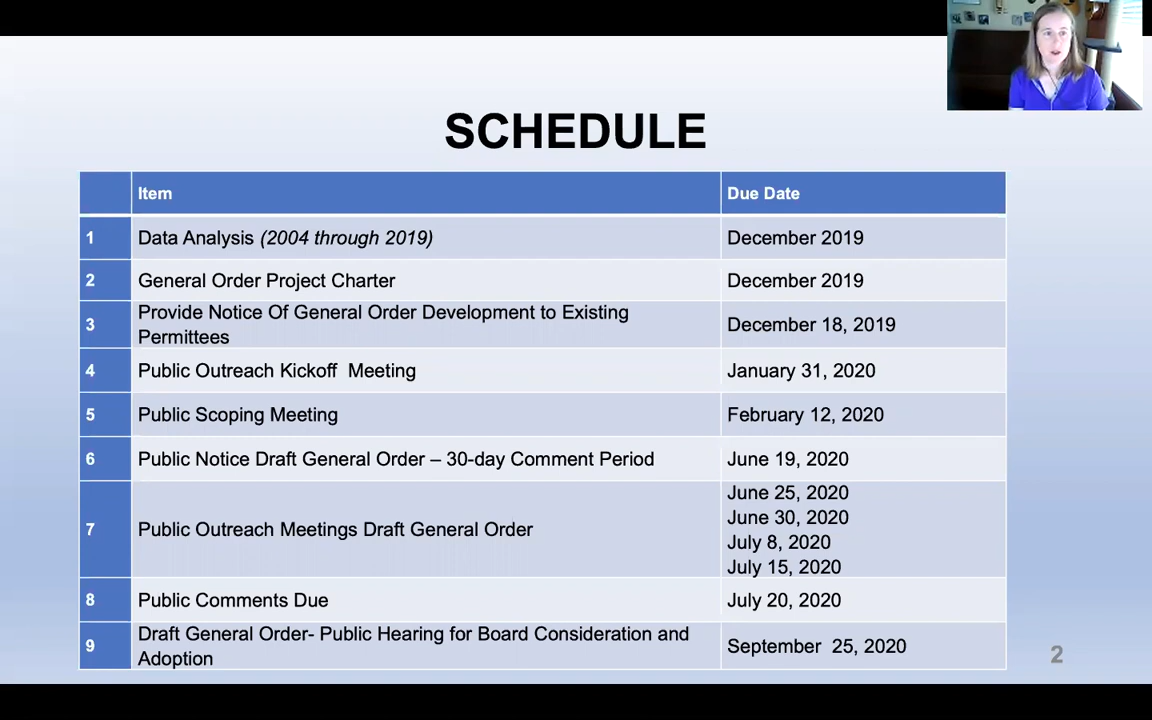 SCHEDULE
Item Due Date
1 Data Analysis (2004 through 2019) December 2019
2 General Order Project Charter December 2019
3 Provide Notice Of General Order Development to Existing
Permittees December 18, 2019
4 Public Outreach Kickoff Meeting January 31, 2020
5 Public Scoping Meeting February 12, 2020
6 Public Notice Draft General Order – 30-day Comment Period June 19, 2020
7 Public Outreach Meetings Draft General Order June 25, 2020
June 30, 2020
July 8, 2020
July 15, 2020
8 Public Comments Due July 20, 2020
9 Draft General Order- Public Hearing for Board Consideration and
Adoption September 25, 2020
2